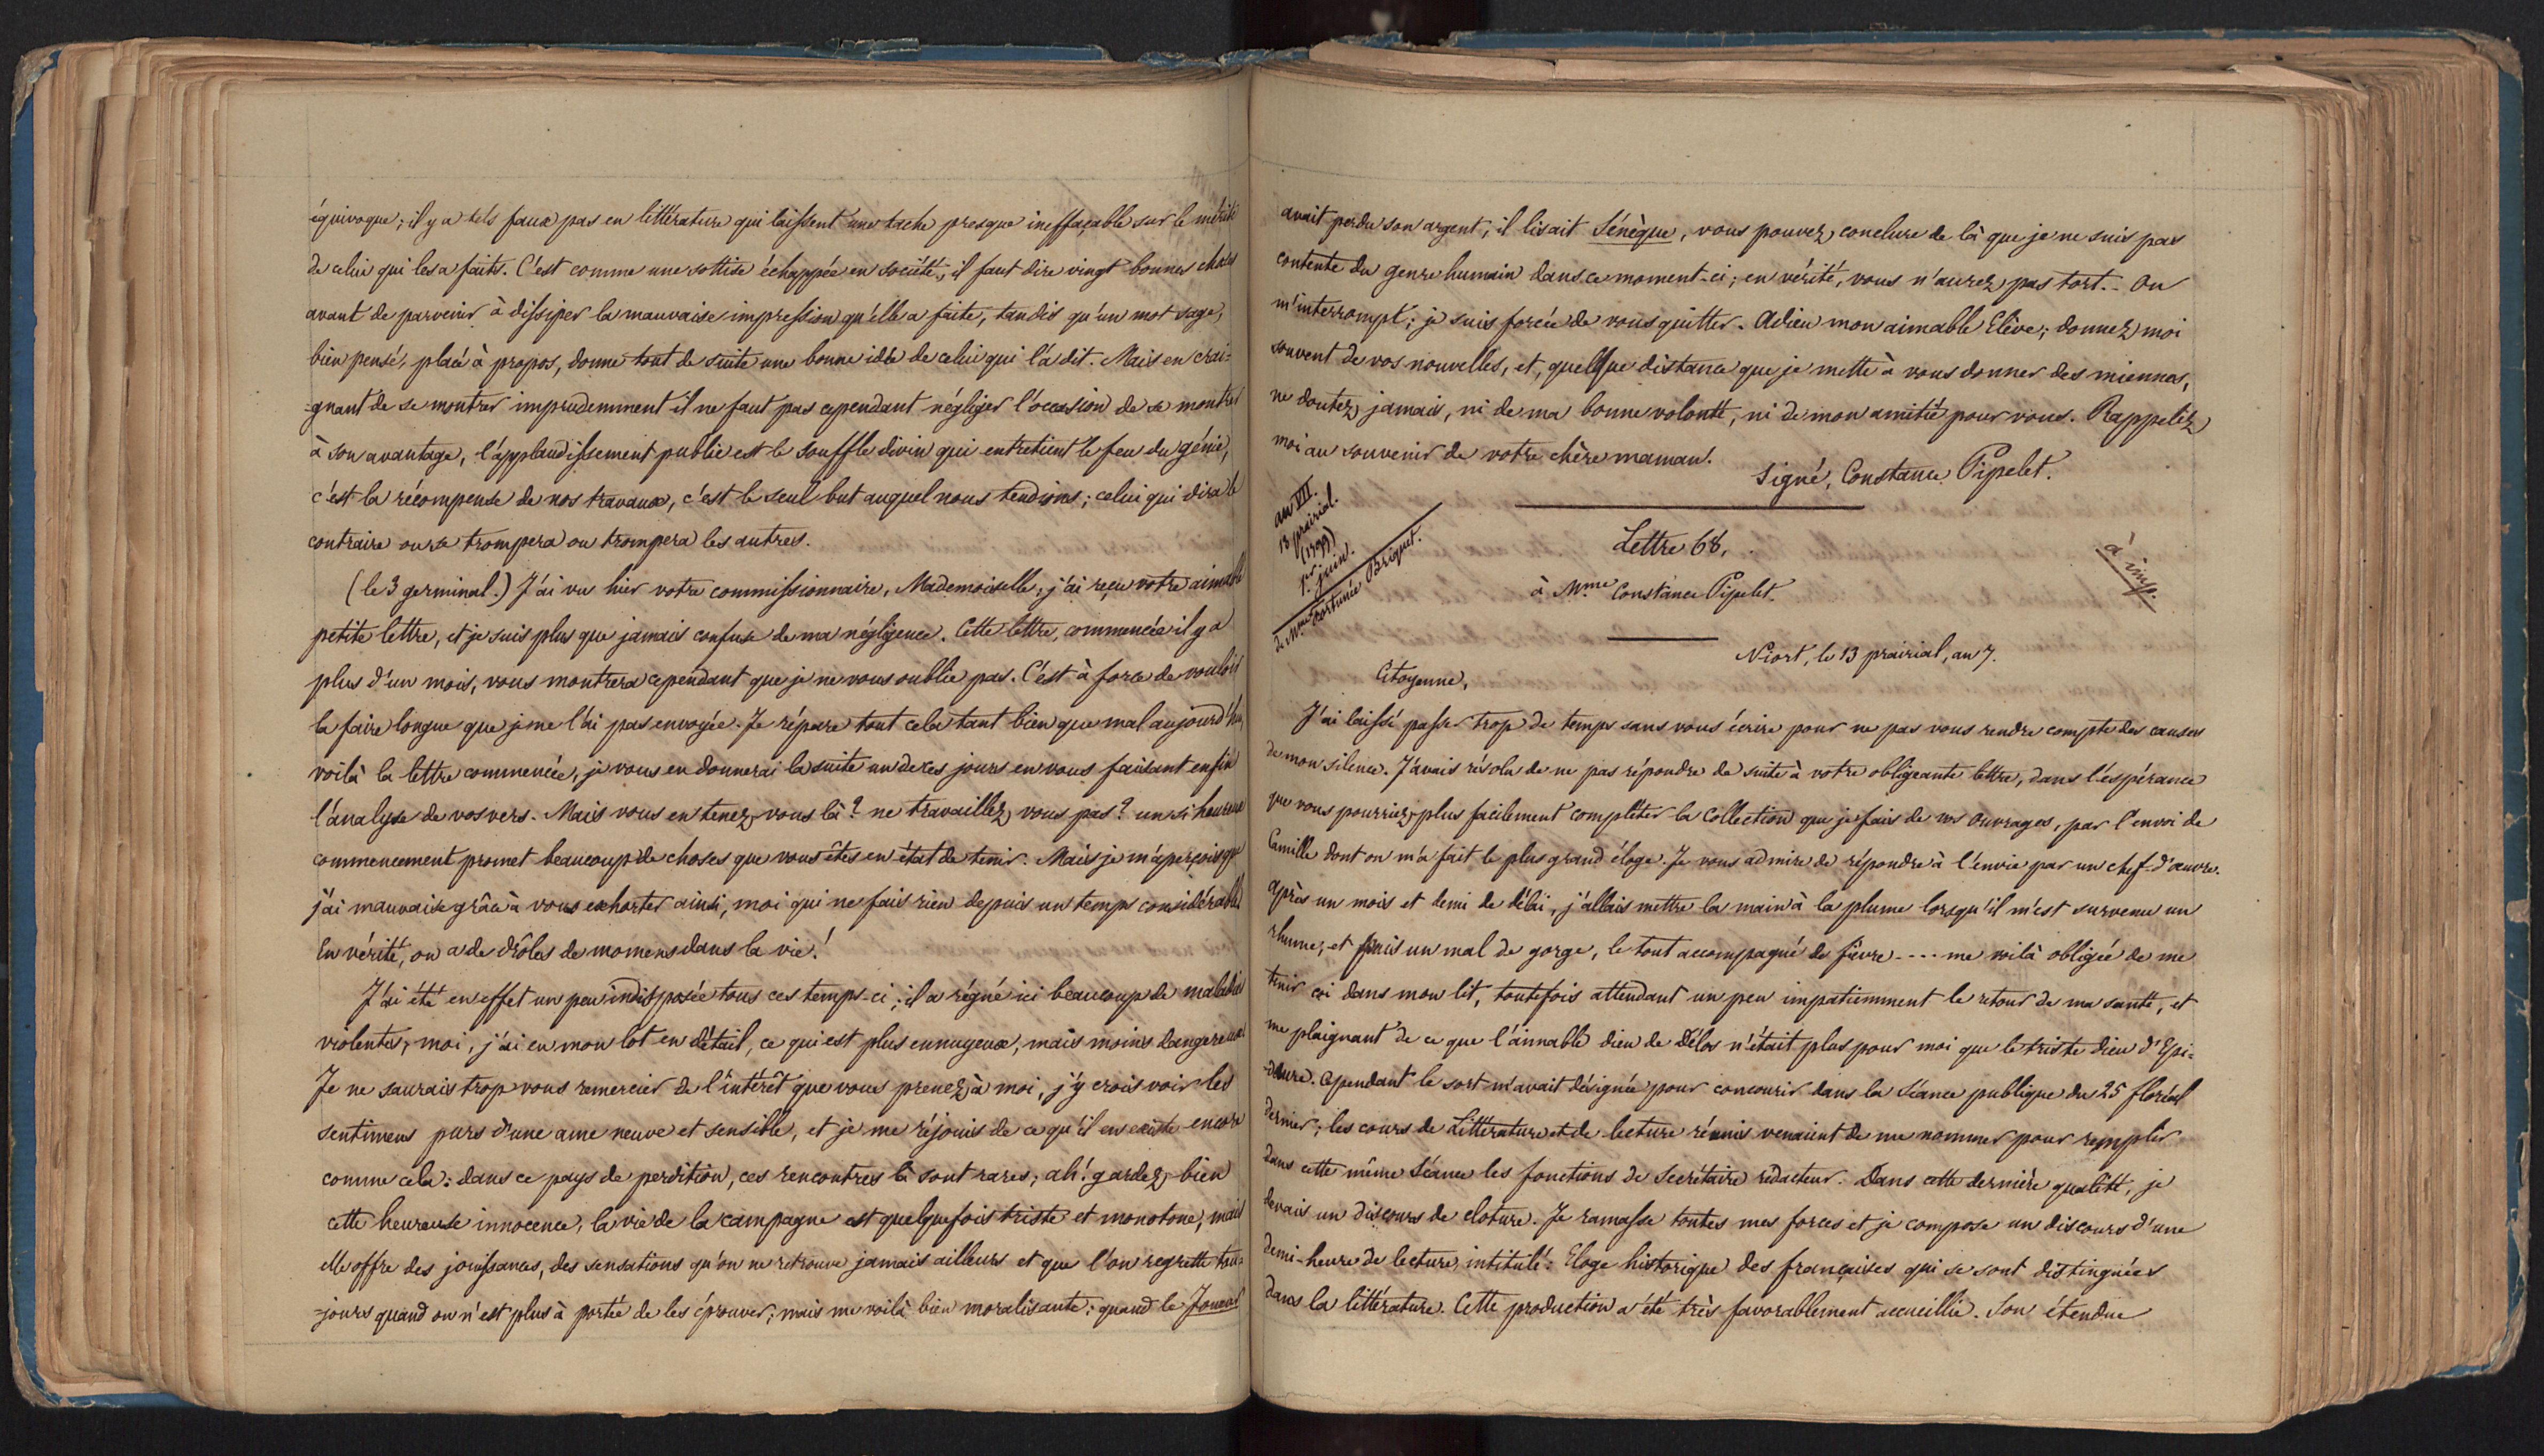 équivoque; il y a tels faux pas en littérature qui laissent une tache presque ineffaçable sur le mérite
de celui qui les a faits. C'est comme une sottise échappée en société, il faut dire vingt bonnes choses
avant de parvenir à dissiper la mauvaise impression qu'elle a faite, tandis qu'un mot sage,
bien pensé, placé à propos, donne tout de suite une bonne idée de celui qui l'a dit. Mais en crai=
=gnant de se montrer imprudemment il ne faut pas cependant négliger l'occasion de se montrer
à son avantage, l'applaudissement public est le souffle divin qui entretient le feu du génie,
c'est la récompense de nos travaux, c'est le seul but auquel nous tendions; celui qui dira le
contraire ou se trompera ou trompera les autres.
(le 3 germinal.) J'ai vu hier votre commissionnaire, Mademoiselle, j'ai reçu votre aimable
petite lettre, et je suis plus que jamais confuse de ma négligence. Cette lettre, commencée il y a
plus d'un mois, vous montrera cependant que je ne vous oublie pas. C'est à force de vouloir
la faire longue que je ne l'ai pas envoyée. Je répare tout cela tant bien que mal aujourd'hui,
voilà la lettre commencée, je vous en donnerai la suite un de ces jours en vous faisant enfin
l'analyse de vos vers. Mais vous en tenez-vous là? ne travaillez vous pas? un si heureux
commencement promet beaucoup de choses que vous êtes en état de tenir. Mais je m'aperçois que
j'ai mauvaise grâce à vous exhorter ainsi, moi qui ne fais rien depuis un temps considérable.
En vérité, on a de drôles de momens dans la vie!
J'ai été en effet un peu indisposée tous ces temps-ci; il a régné ici beaucoup de maladies
violentes, moi, j'ai eu mon lot en détail, ce qui est plus ennuyeux, mais moins dangereux.
Je ne saurais trop vous remercier de l'intérêt que vous prenez à moi, j'y crois voir les
sentimens purs d'une ame neuve et sensible, et je me réjouis de ce qu'il en existe encore
comme cela: dans ce pays de perdition, ces rencontres là sont rares; ah! gardez bien
cette heureuse innocence, la vie de la campagne est quelquefois triste et monotone, mais
elle offre des jouissances, des sensations qu'on ne retrouve jamais ailleurs et que l'on regrette tou=
=jours quand on n'est plus à portée de les éprouver; mais me voilà bien moralisante; quand le Joueur
avait perdu son argent, il lisait Sénèque, vous pouvez conclure de là que je ne suis pas
contente du genre humain dans ce moment-ci; en vérité, vous n'aurez pas tort... On
m'interrompt; je suis forcée de vous quitter. Adieu mon aimable Elève; donnez moi
souvent de vos nouvelles, et, quelque distance que je mette à vous donner des miennes,
ne doutez jamais, ni de ma bonne volonté, ni de mon amitié pour vous. Rappelez
moi au souvenir de votre chère maman.
Signé, Constance Pipelet.
an VII.
13 prairial.
(1799)
1er juin.
de Mme Fortunée Briquet.
Lettre 68,
à imp.
à Mme Constance Pipelet.
Niort, le 13 prairial, an 7.
Citoyenne,
J'ai laissé passer trop de temps sans vous écrire pour ne pas vous rendre compte des causes
de mon silence. J'avais résolu de ne pas répondre de suite à votre obligeante lettre, dans l'espérance
que vous pourriez plus facilement compléter la Collection que je fais de vos Ouvrages, par l'envoi de
Camille dont on m'a fait le plus grand éloge. Je vous admire de répondre à l'envie par un chef-d'œuvre.
Après un mois et demi de délai, j'allais mettre la main à la plume lorsqu'il m'est survenu un
rhume, et puis un mal de gorge, le tout accompagné de fièvre.... me voilà obligée de me
tenir coi dans mon lit, toutefois attendant un peu impatiemment le retour de ma santé, et
me plaignant de ce que l'aimable dieu de Délos n'était plus pour moi que le triste dieu d'Epi=
=daure. Cependant le sort m'avait désignée pour concourir dans la Séance publique du 25 floréal
dernier; les cours de Littérature et de lecture réunis venaient de me nommer pour remplir
dans cette même Séance les fonctions de Secrétaire rédacteur. Dans cette dernière qualité, je
devais un discours de cloture. Je ramasse toutes mes forces et je compose un discours d'une
demi-heure de lecture, intitulé: Eloge historique des françaises qui se sont distinguées
dans la littérature. Cette production a été très favorablement accueillie. Son étendue